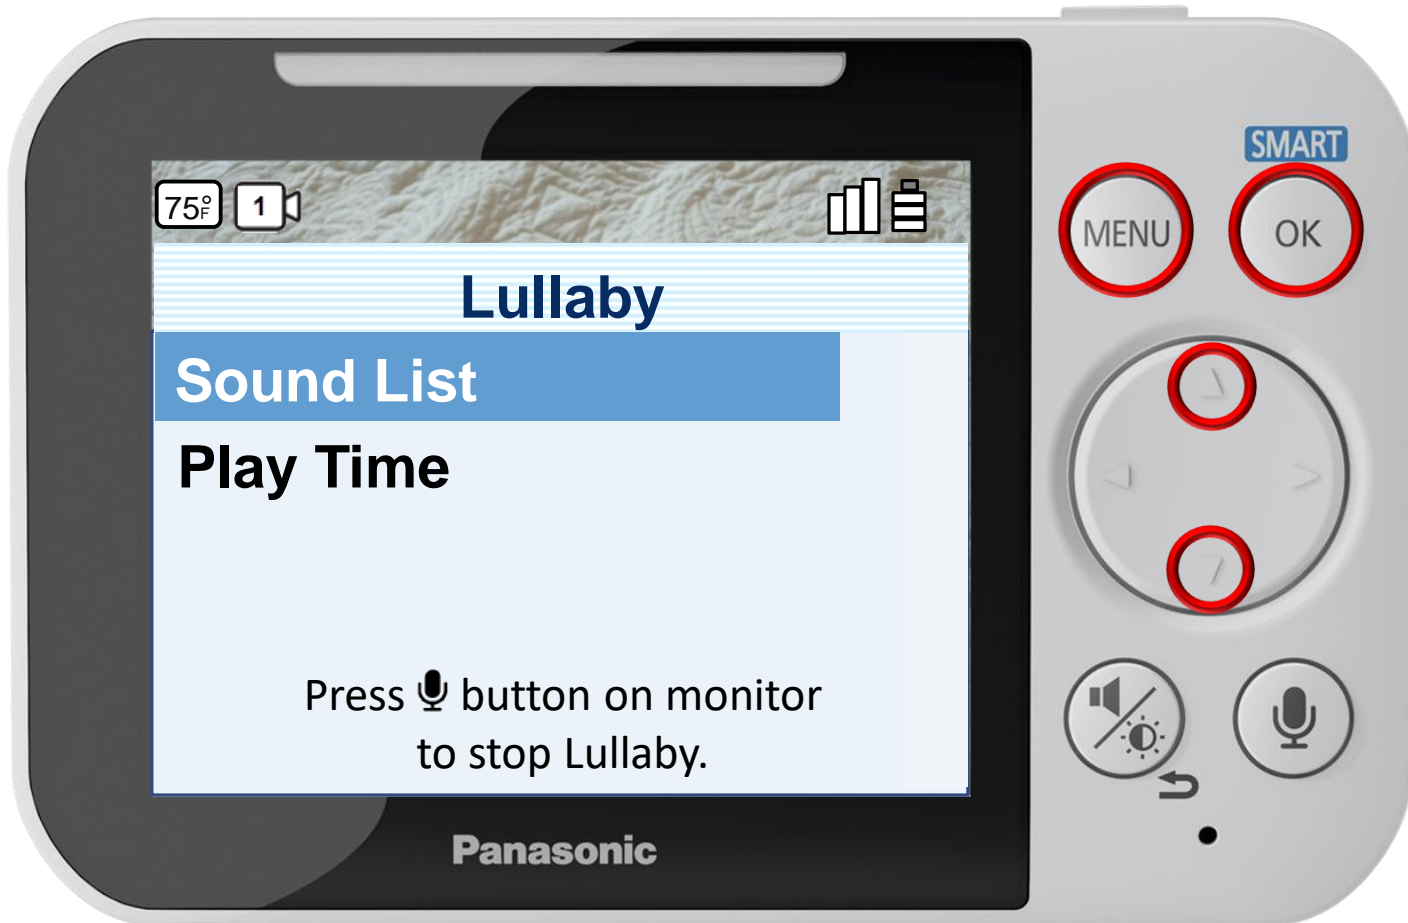 SMART
75°F 1
MENU OK
Lullaby
Sound List
Play Time
Press button on monitor
to stop Lullaby.
Panasonic